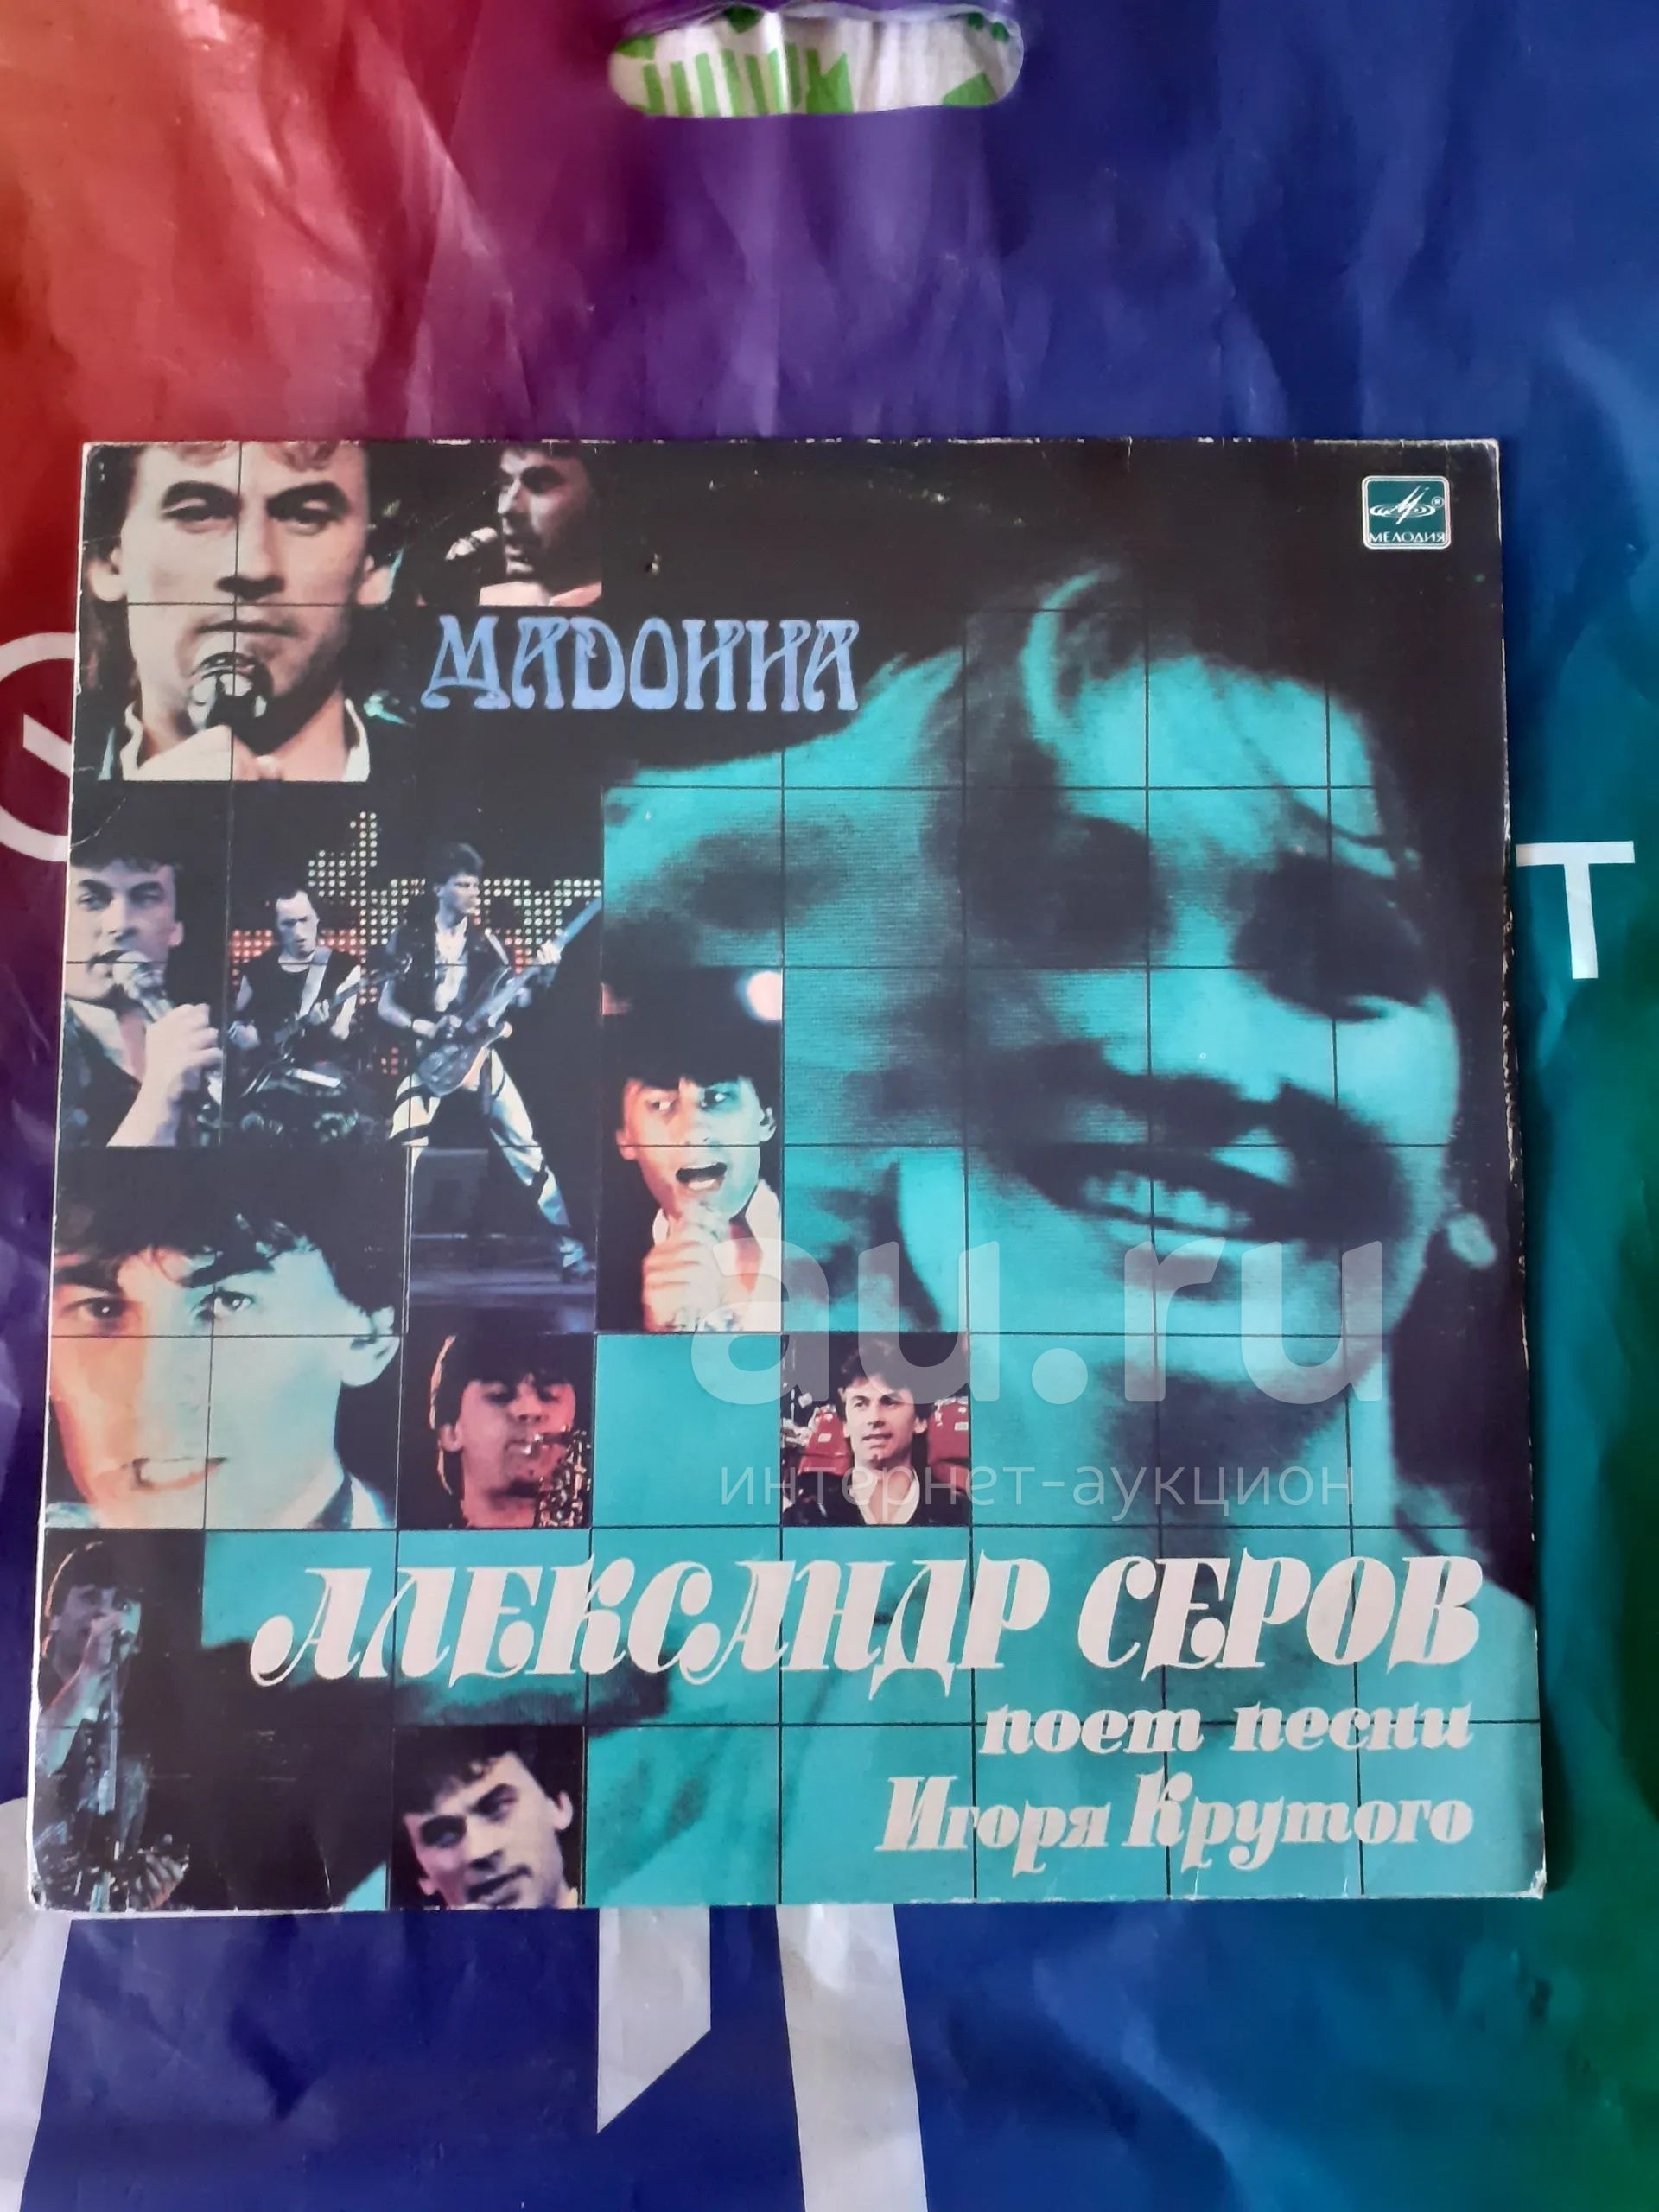 МЕЛОДИЯ
МАДОННА
Т
au.ru
интернет-аукцион
АЛЕКСАНДР СЕРОВ
поет песни
Игоря Крутого